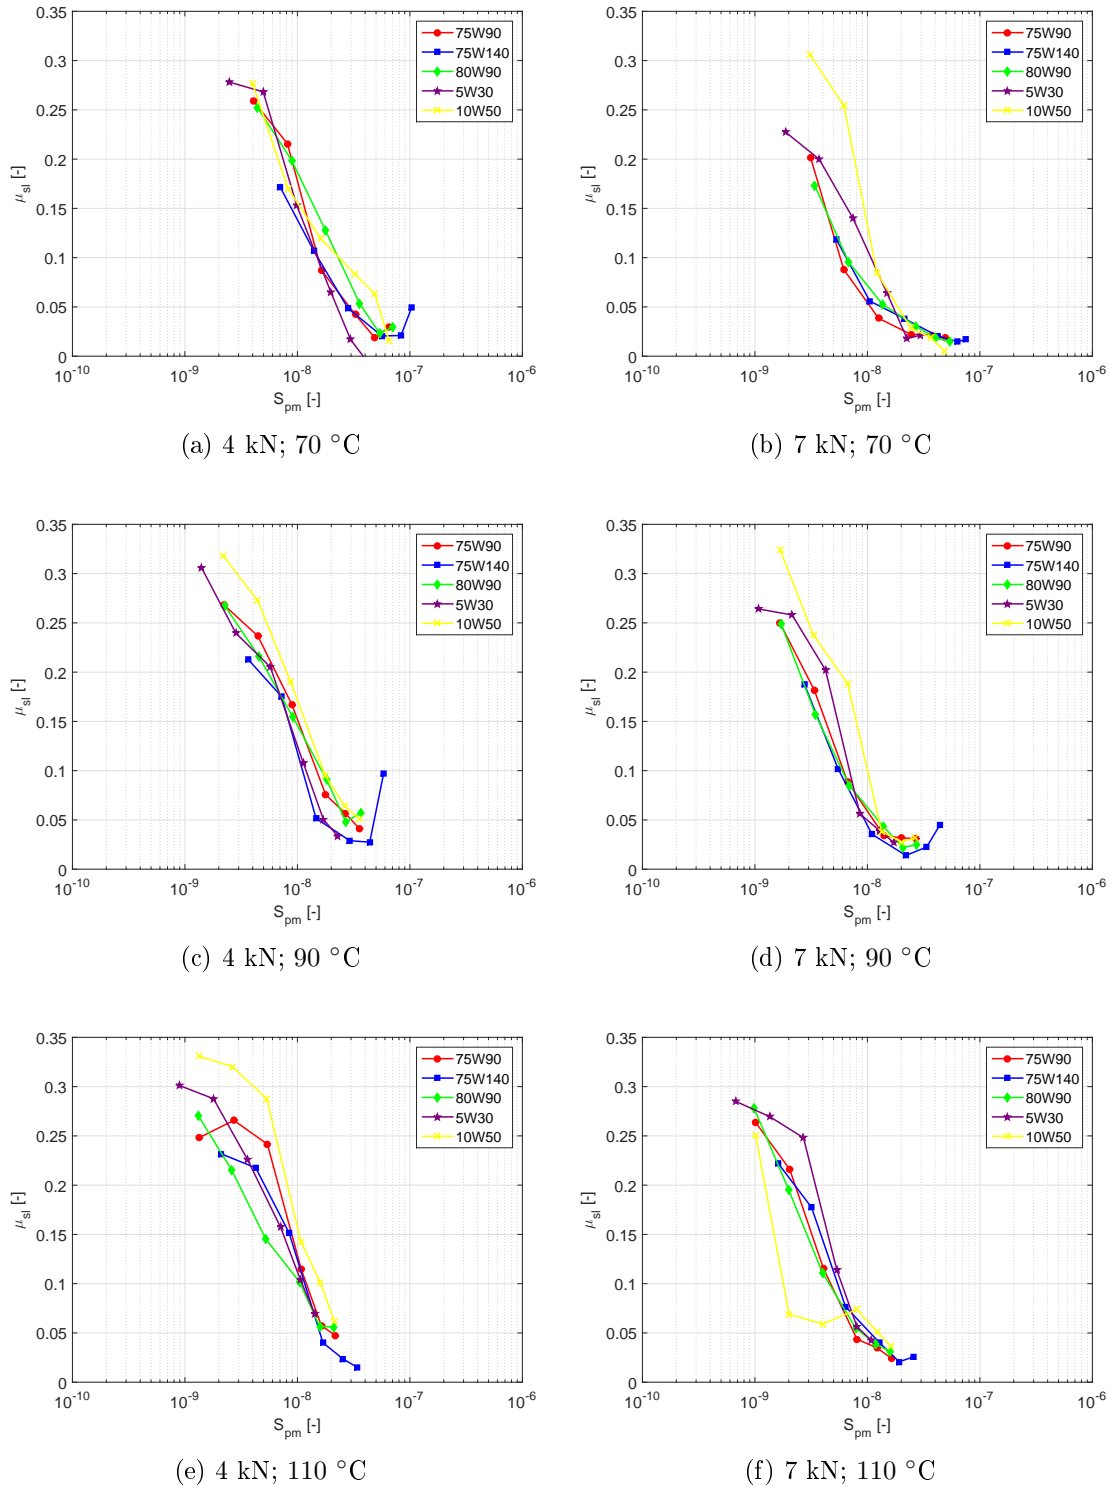 0.35
0.3
0.25
0.2
0.15
0.1
0.05
0
μsl [-]
10-10 10-9 10-8 10-7 10-6
Spm [-]
75W90
75W140
80W90
5W30
10W50
(a) 4 kN; 70 °C
0.35
0.3
0.25
0.2
0.15
0.1
0.05
0
μsl [-]
10-10 10-9 10-8 10-7 10-6
Spm [-]
75W90
75W140
80W90
5W30
10W50
(b) 7 kN; 70 °C
0.35
0.3
0.25
0.2
0.15
0.1
0.05
0
μsl [-]
10-10 10-9 10-8 10-7 10-6
Spm [-]
75W90
75W140
80W90
5W30
10W50
(c) 4 kN; 90 °C
0.35
0.3
0.25
0.2
0.15
0.1
0.05
0
μsl [-]
10-10 10-9 10-8 10-7 10-6
Spm [-]
75W90
75W140
80W90
5W30
10W50
(d) 7 kN; 90 °C
0.35
0.3
0.25
0.2
0.15
0.1
0.05
0
μsl [-]
10-10 10-9 10-8 10-7 10-6
Spm [-]
75W90
75W140
80W90
5W30
10W50
(e) 4 kN; 110 °C
0.35
0.3
0.25
0.2
0.15
0.1
0.05
0
μsl [-]
10-10 10-9 10-8 10-7 10-6
Spm [-]
75W90
75W140
80W90
5W30
10W50
(f) 7 kN; 110 °C